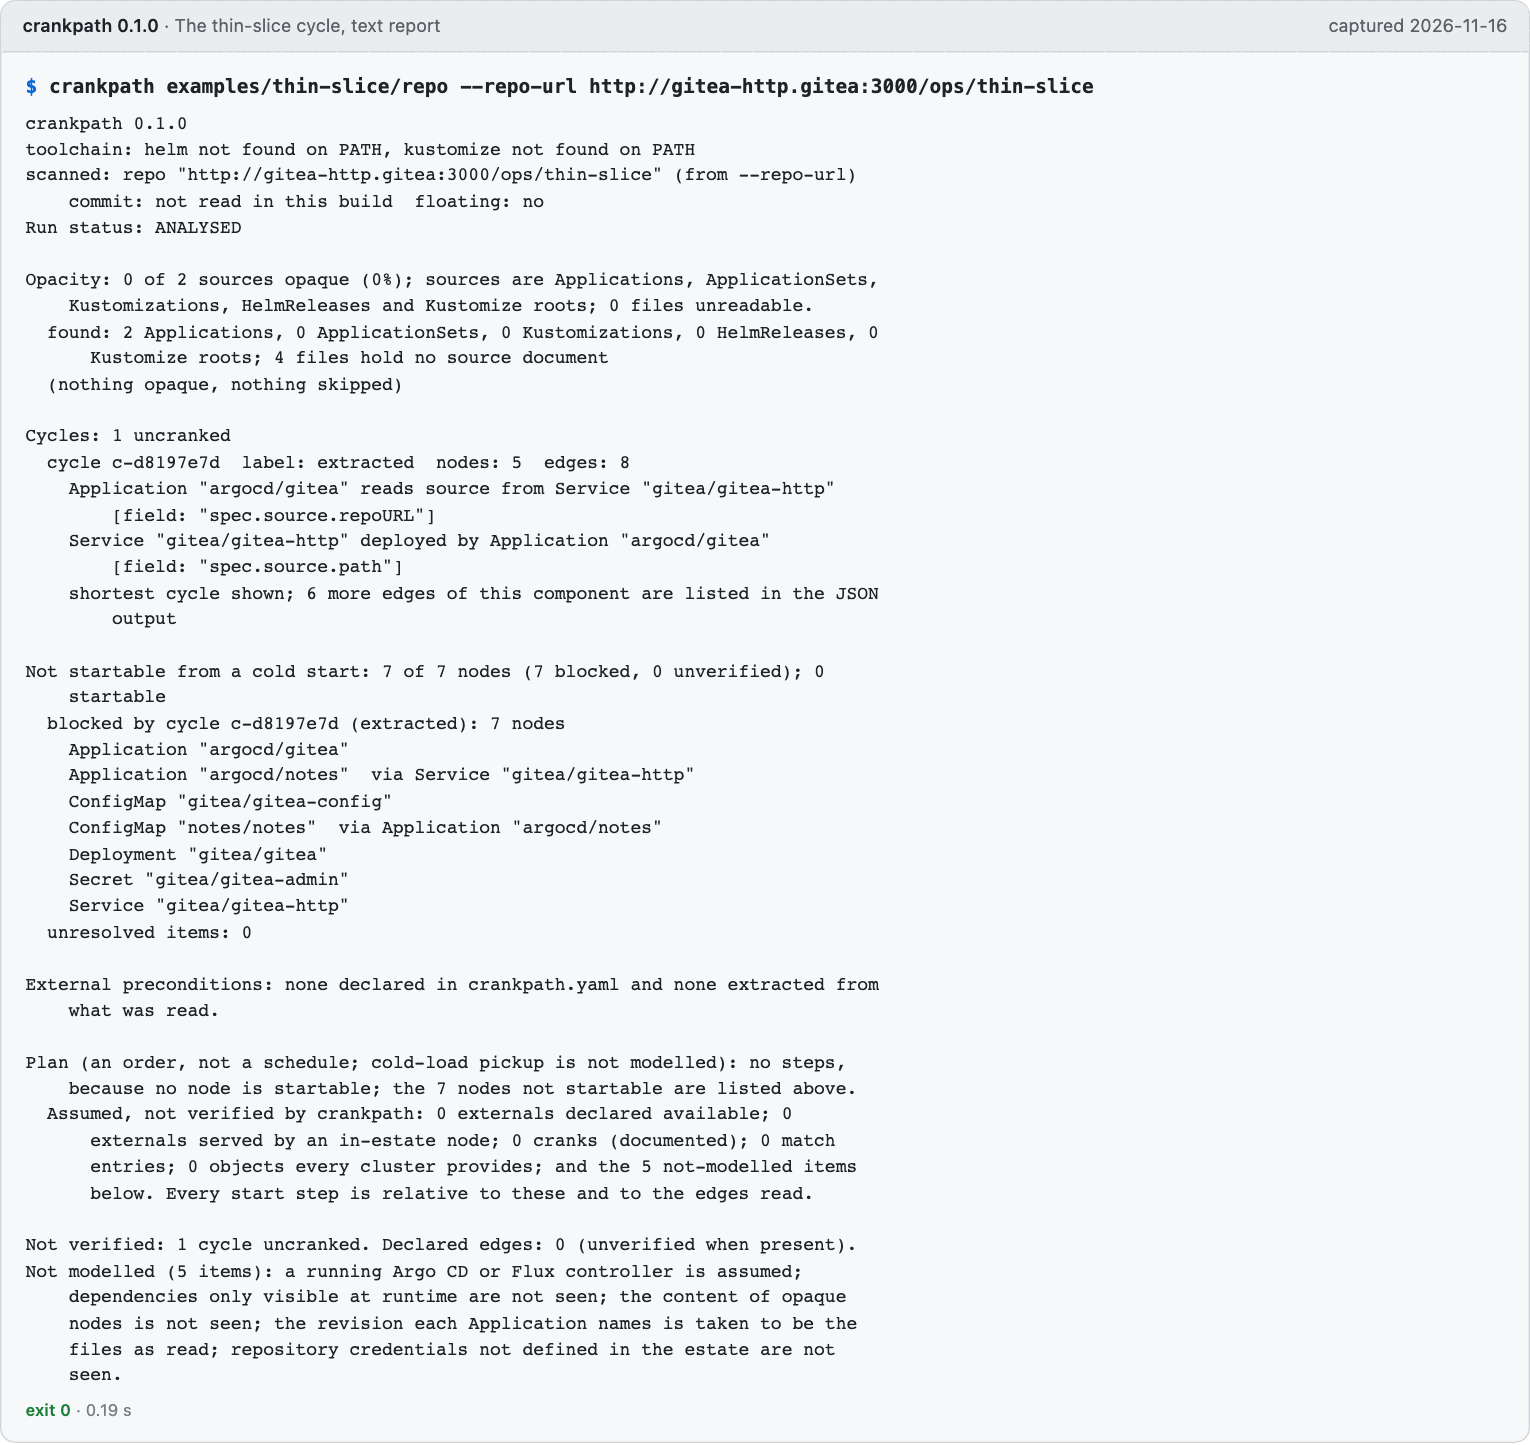 crankpath 0.1.0 · The thin-slice cycle, text report captured 2026-11-16
$ crankpath examples/thin-slice/repo --repo-url http://gitea-http.gitea:3000/ops/thin-slice
crankpath 0.1.0
toolchain: helm not found on PATH, kustomize not found on PATH
scanned: repo "http://gitea-http.gitea:3000/ops/thin-slice" (from --repo-url)
    commit: not read in this build  floating: no
Run status: ANALYSED

Opacity: 0 of 2 sources opaque (0%); sources are Applications, ApplicationSets,
    Kustomizations, HelmReleases and Kustomize roots; 0 files unreadable.
  found: 2 Applications, 0 ApplicationSets, 0 Kustomizations, 0 HelmReleases, 0
      Kustomize roots; 4 files hold no source document
  (nothing opaque, nothing skipped)

Cycles: 1 uncranked
  cycle c-d8197e7d  label: extracted  nodes: 5  edges: 8
    Application "argocd/gitea" reads source from Service "gitea/gitea-http"
        [field: "spec.source.repoURL"]
    Service "gitea/gitea-http" deployed by Application "argocd/gitea"
        [field: "spec.source.path"]
    shortest cycle shown; 6 more edges of this component are listed in the JSON
        output

Not startable from a cold start: 7 of 7 nodes (7 blocked, 0 unverified); 0
    startable
  blocked by cycle c-d8197e7d (extracted): 7 nodes
    Application "argocd/gitea"
    Application "argocd/notes"  via Service "gitea/gitea-http"
    ConfigMap "gitea/gitea-config"
    ConfigMap "notes/notes"  via Application "argocd/notes"
    Deployment "gitea/gitea"
    Secret "gitea/gitea-admin"
    Service "gitea/gitea-http"
  unresolved items: 0

External preconditions: none declared in crankpath.yaml and none extracted from
    what was read.

Plan (an order, not a schedule; cold-load pickup is not modelled): no steps,
    because no node is startable; the 7 nodes not startable are listed above.
  Assumed, not verified by crankpath: 0 externals declared available; 0
      externals served by an in-estate node; 0 cranks (documented); 0 match
      entries; 0 objects every cluster provides; and the 5 not-modelled items
      below. Every start step is relative to these and to the edges read.

Not verified: 1 cycle uncranked. Declared edges: 0 (unverified when present).
Not modelled (5 items): a running Argo CD or Flux controller is assumed;
    dependencies only visible at runtime are not seen; the content of opaque
    nodes is not seen; the revision each Application names is taken to be the
    files as read; repository credentials not defined in the estate are not
    seen.
exit 0 · 0.19 s